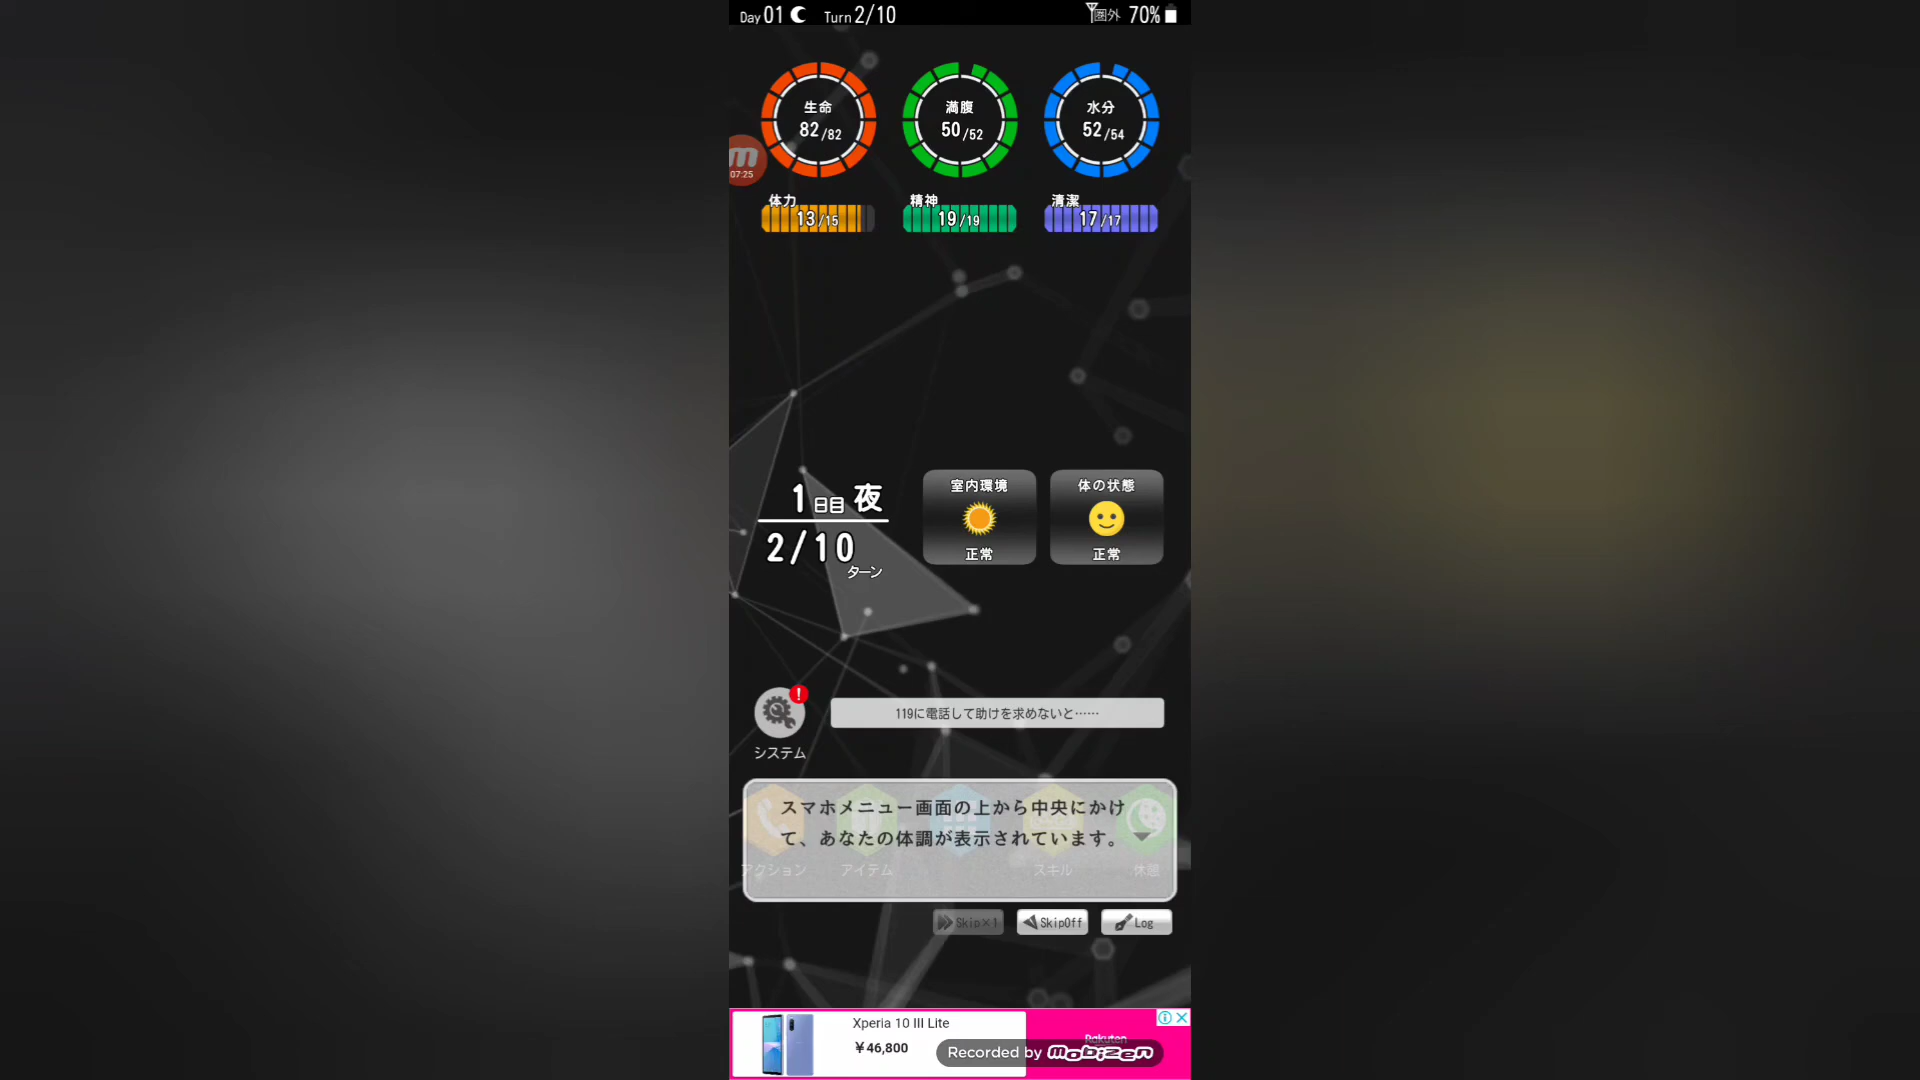 Day 01 Turn 2/10 圏外 70%
生命 満腹 水分
82/82 50/52 52/54
07:25
体力 精神 清潔
13/15 19/19 17/17
1日目 夜
2/10
ターン
室内環境
正常
体の状態
正常
!
システム
119に電話して助けを求めないと……
スマホメニュー画面の上から中央にかけ
て、あなたの体調が表示されています。
アクション アイテム スキル 休憩
Skip×1 SkipOff Log
Xperia 10 III Lite
¥46,800
Rakuten
Recorded by mobizen